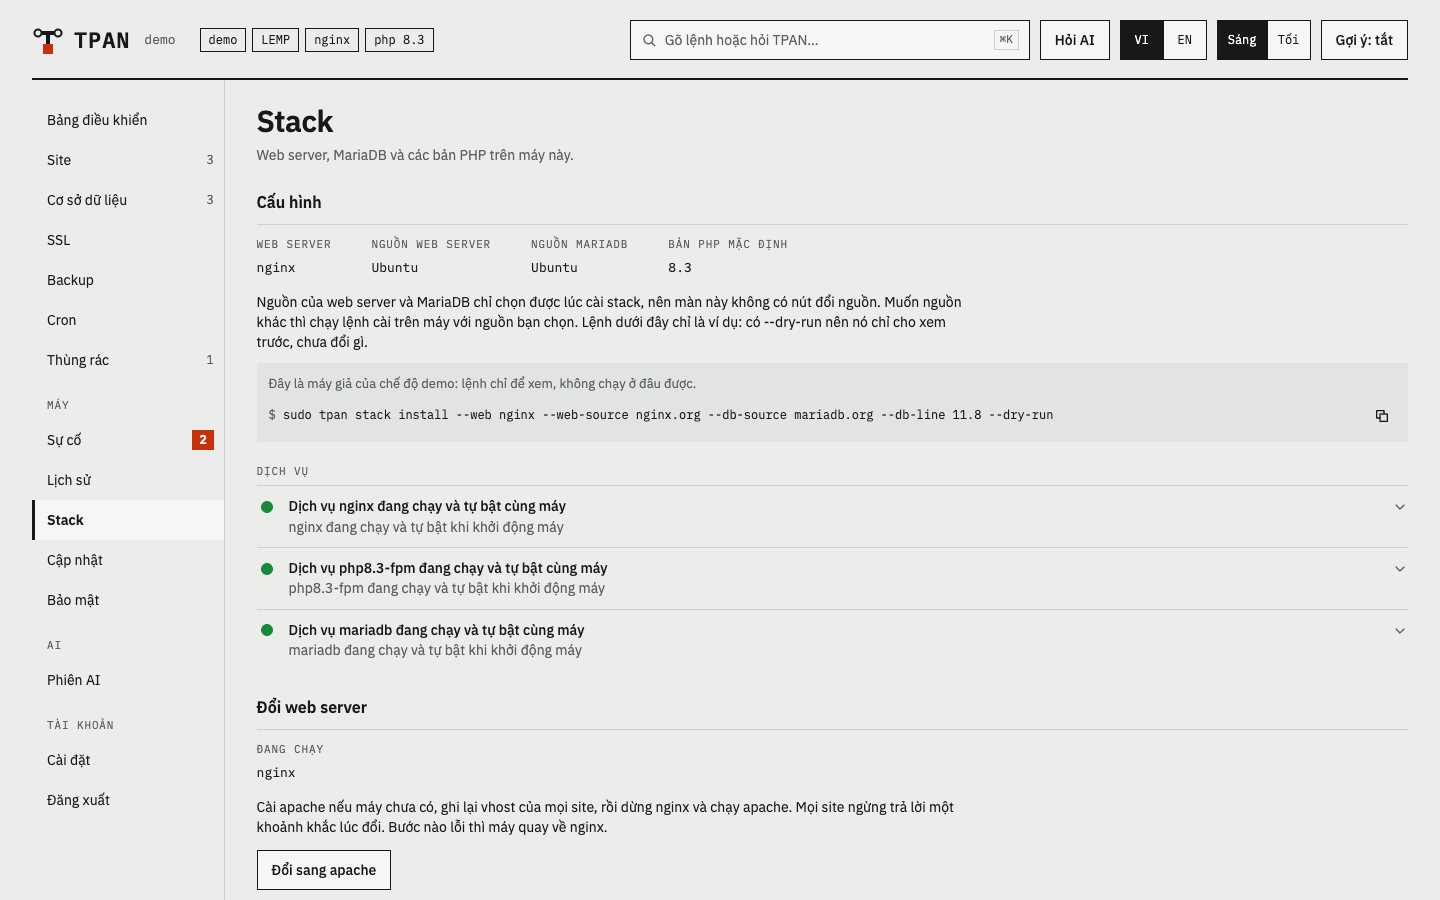 TPAN demo demo LEMP nginx php 8.3 Gõ lệnh hoặc hỏi TPAN... ⌘K Hỏi AI VI EN Sáng Tối Gợi ý: tắt
Bảng điều khiển
Site 3
Cơ sở dữ liệu 3
SSL
Backup
Cron
Thùng rác 1
MÁY
Sự cố 2
Lịch sử
Stack
Cập nhật
Bảo mật
AI
Phiên AI
TÀI KHOẢN
Cài đặt
Đăng xuất
Stack
Web server, MariaDB và các bản PHP trên máy này.
Cấu hình
WEB SERVER NGUỒN WEB SERVER NGUỒN MARIADB BẢN PHP MẶC ĐỊNH
nginx Ubuntu Ubuntu 8.3
Nguồn của web server và MariaDB chỉ chọn được lúc cài stack, nên màn này không có nút đổi nguồn. Muốn nguồn
khác thì chạy lệnh cài trên máy với nguồn bạn chọn. Lệnh dưới đây chỉ là ví dụ: có --dry-run nên nó chỉ cho xem
trước, chưa đổi gì.
Đây là máy giả của chế độ demo: lệnh chỉ để xem, không chạy ở đâu được.
$ sudo tpan stack install --web nginx --web-source nginx.org --db-source mariadb.org --db-line 11.8 --dry-run
DỊCH VỤ
Dịch vụ nginx đang chạy và tự bật cùng máy
nginx đang chạy và tự bật khi khởi động máy
Dịch vụ php8.3-fpm đang chạy và tự bật cùng máy
php8.3-fpm đang chạy và tự bật khi khởi động máy
Dịch vụ mariadb đang chạy và tự bật cùng máy
mariadb đang chạy và tự bật khi khởi động máy
Đổi web server
ĐANG CHẠY
nginx
Cài apache nếu máy chưa có, ghi lại vhost của mọi site, rồi dừng nginx và chạy apache. Mọi site ngừng trả lời một
khoảnh khắc lúc đổi. Bước nào lỗi thì máy quay về nginx.
Đổi sang apache